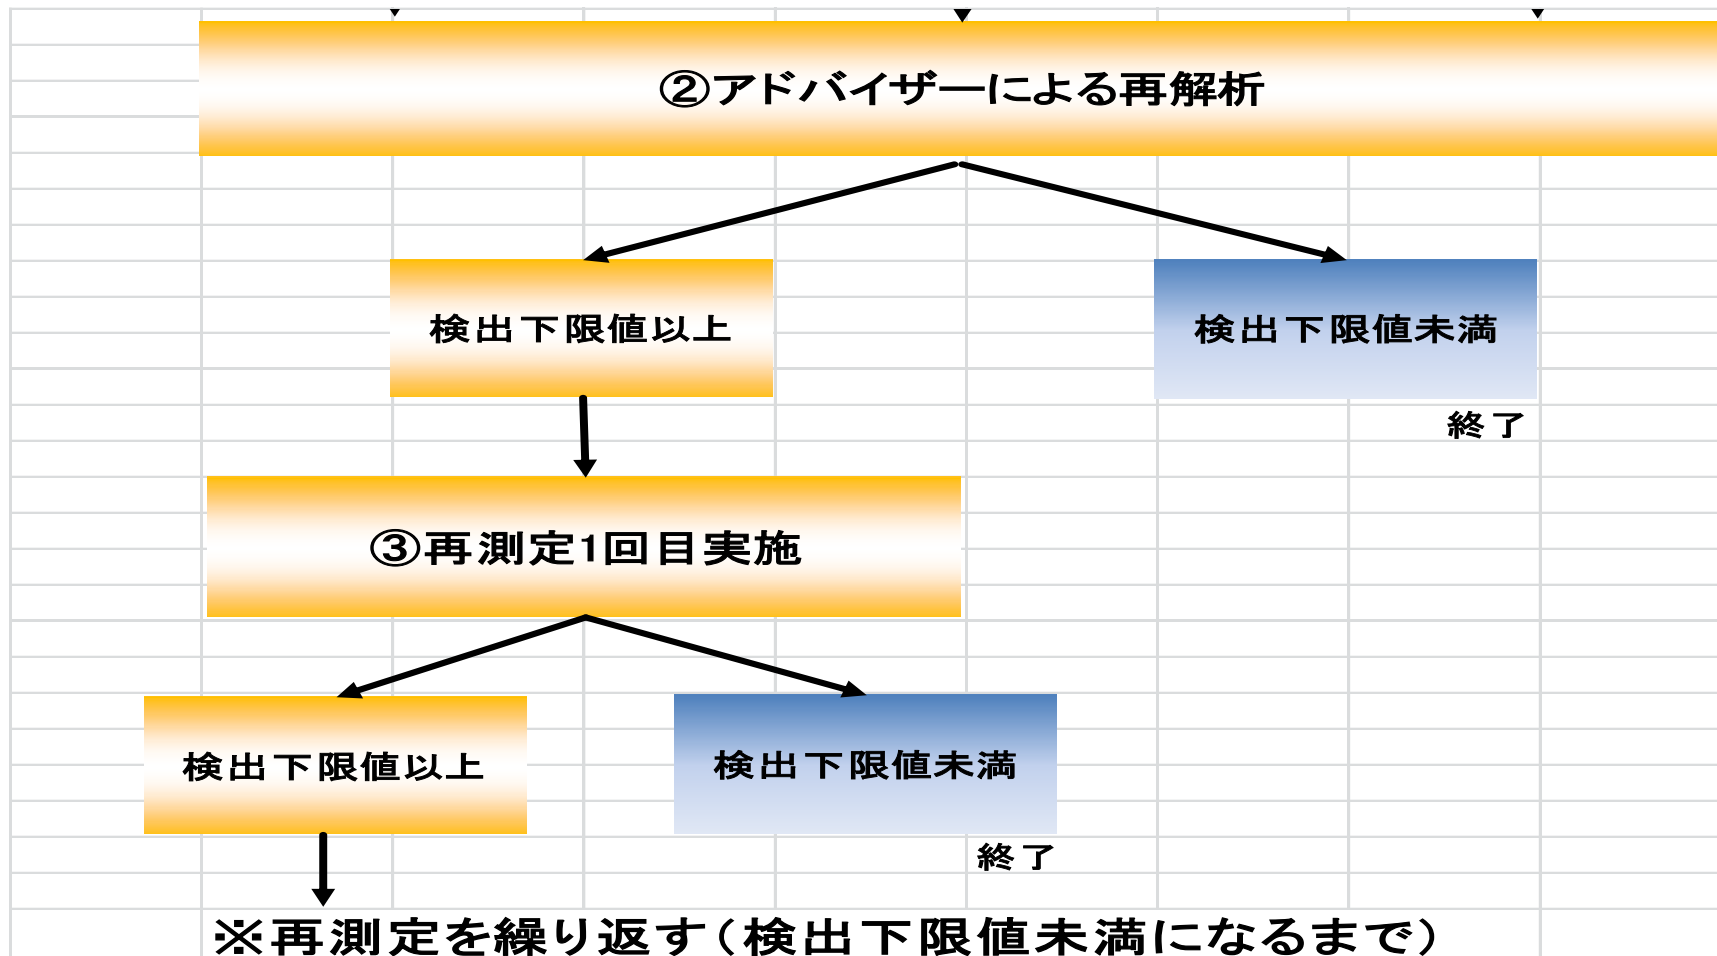 ②アドバイザーによる再解析
検出下限値以上
検出下限値未満
終了
③再測定1回目実施
検出下限値以上
検出下限値未満
終了
※再測定を繰り返す（検出下限値未満になるまで）